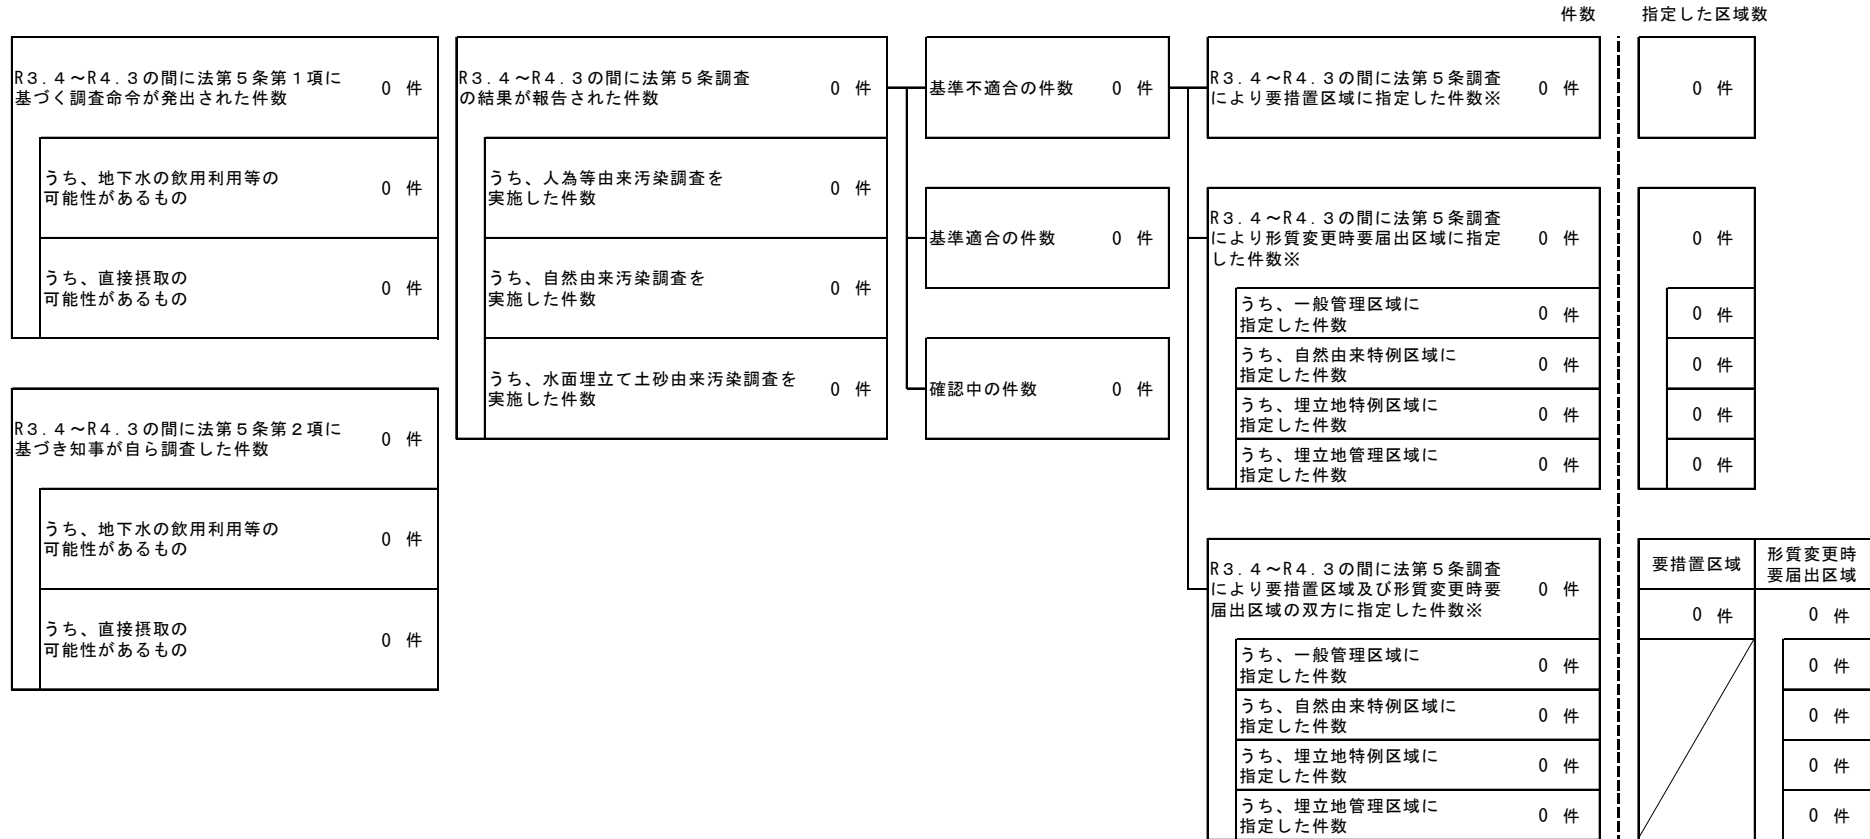 件数　指定した区域数
R3.4～R4.3の間に法第5条第1項に
基づく調査命令が発出された件数　0 件
うち、地下水の飲用利用等の
可能性があるもの　0 件
うち、直接摂取の
可能性があるもの　0 件
R3.4～R4.3の間に法第5条第2項に
基づき知事が自ら調査した件数　0 件
うち、地下水の飲用利用等の
可能性があるもの　0 件
うち、直接摂取の
可能性があるもの　0 件
R3.4～R4.3の間に法第5条調査
の結果が報告された件数　0 件
うち、人為等由来汚染調査を
実施した件数　0 件
うち、自然由来汚染調査を
実施した件数　0 件
うち、水面埋立て土砂由来汚染調査を
実施した件数　0 件
基準不適合の件数　0 件
基準適合の件数　0 件
確認中の件数　0 件
R3.4～R4.3の間に法第5条調査
により要措置区域に指定した件数※　0 件
0 件
R3.4～R4.3の間に法第5条調査
により形質変更時要届出区域に指定
した件数※　0 件
0 件
うち、一般管理区域に
指定した件数　0 件
0 件
うち、自然由来特例区域に
指定した件数　0 件
0 件
うち、埋立地特例区域に
指定した件数　0 件
0 件
うち、埋立地管理区域に
指定した件数　0 件
0 件
R3.4～R4.3の間に法第5条調査
により要措置区域及び形質変更時要
届出区域の双方に指定した件数※　0 件
要措置区域
形質変更時
要届出区域
0 件　0 件
うち、一般管理区域に
指定した件数　0 件
0 件
うち、自然由来特例区域に
指定した件数　0 件
0 件
うち、埋立地特例区域に
指定した件数　0 件
0 件
うち、埋立地管理区域に
指定した件数　0 件
0 件